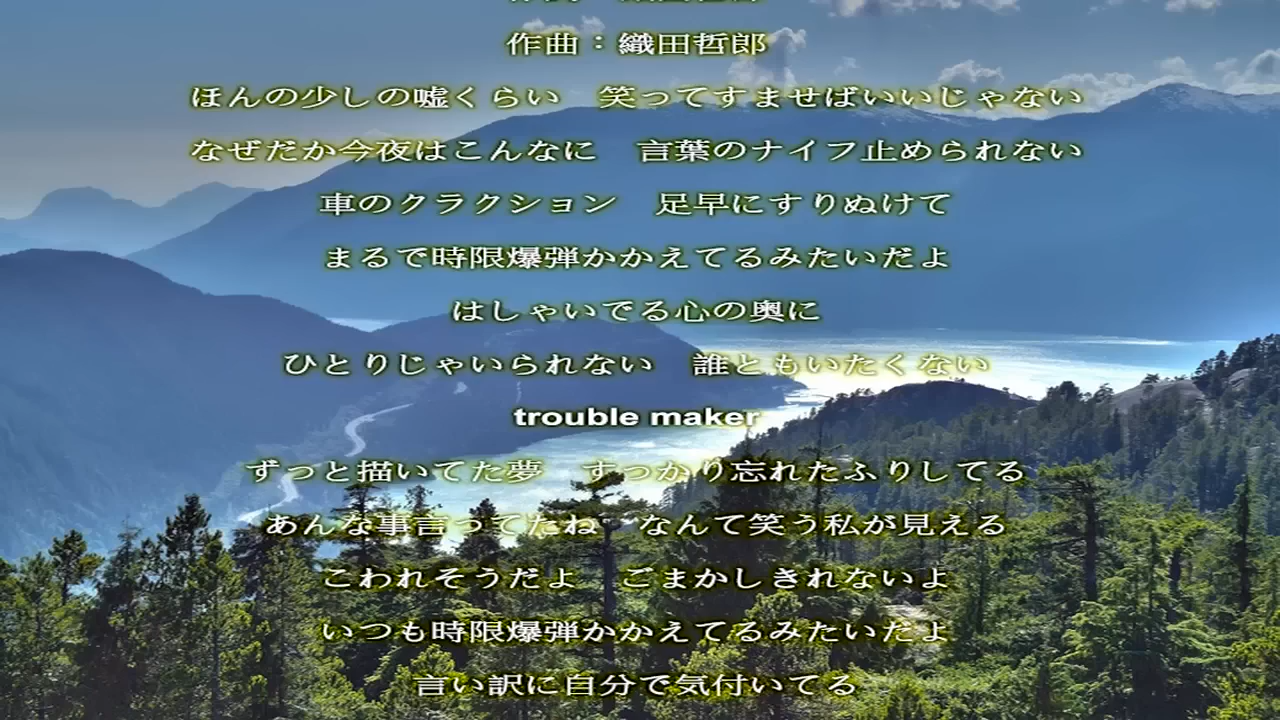 作曲：織田哲郎
ほんの少しの嘘くらい　笑ってすませばいいじゃない
なぜだか今夜はこんなに　言葉のナイフ止められない
車のクラクション　足早にすりぬけて
まるで時限爆弾かかえてるみたいだよ
はしゃいでる心の奥に
ひとりじゃいられない　誰ともいたくない
trouble maker
ずっと描いてた夢　すっかり忘れたふりしてる
あんな事言ってたね　なんて笑う私が見える
こわれそうだよ　ごまかしきれないよ
いつも時限爆弾かかえてるみたいだよ
言い訳に自分で気付いてる